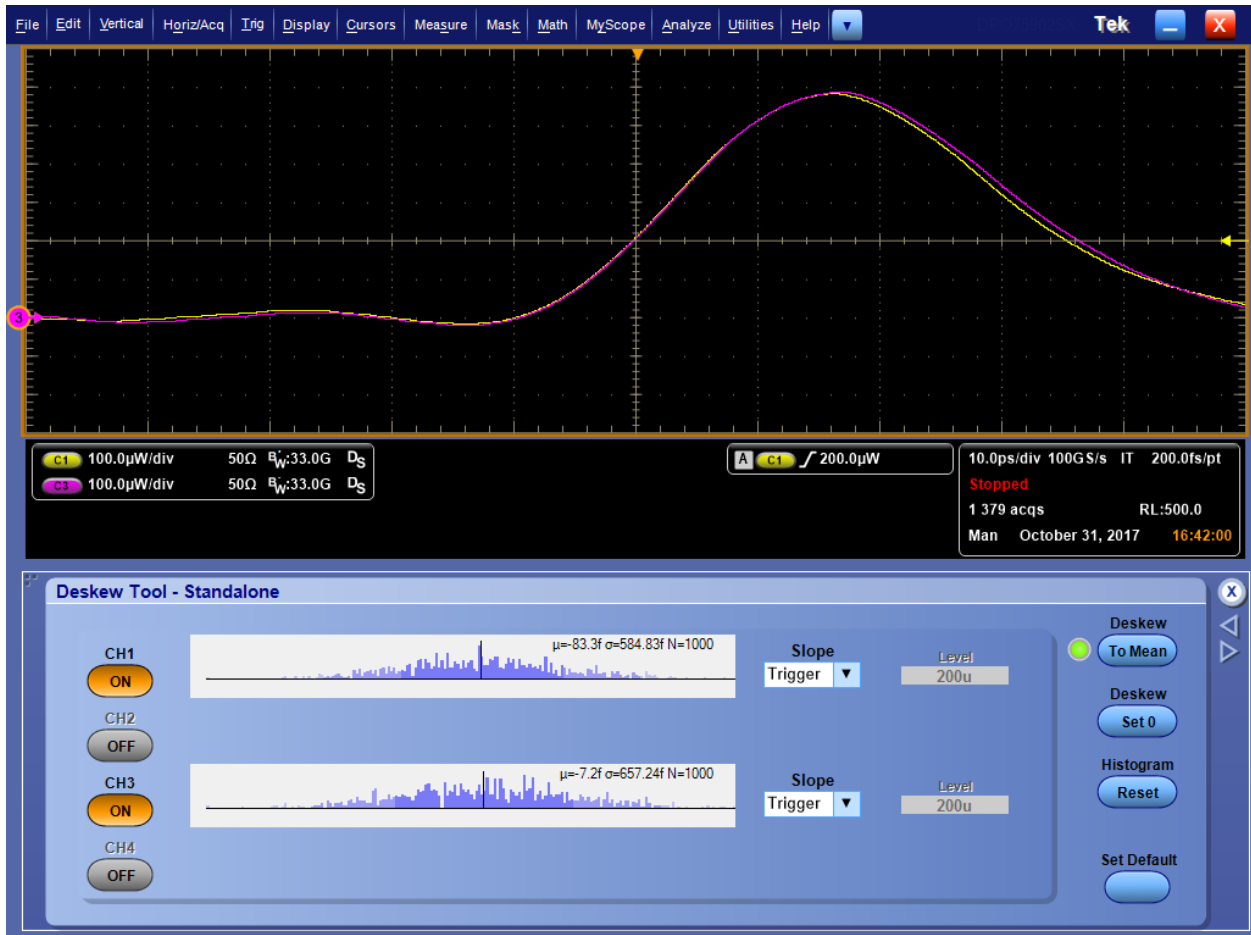 File Edit Vertical Horiz/Acq Trig Display Cursors Measure Mask Math MyScope Analyze Utilities Help Tek X
3
C1 100.0µW/div 50Ω BW:33.0G DS
C3 100.0µW/div 50Ω BW:33.0G DS
A C1 200.0µW
10.0ps/div 100GS/s IT 200.0fs/pt
Stopped
1 379 acqs RL:500.0
Man October 31, 2017 16:42:00
Deskew Tool - Standalone
X
CH1
ON
µ=-83.3f σ=584.83f N=1000
Slope
Trigger
Level
200u
CH2
OFF
CH3
ON
µ=-7.2f σ=657.24f N=1000
Slope
Trigger
Level
200u
CH4
OFF
Deskew
To Mean
Deskew
Set 0
Histogram
Reset
Set Default